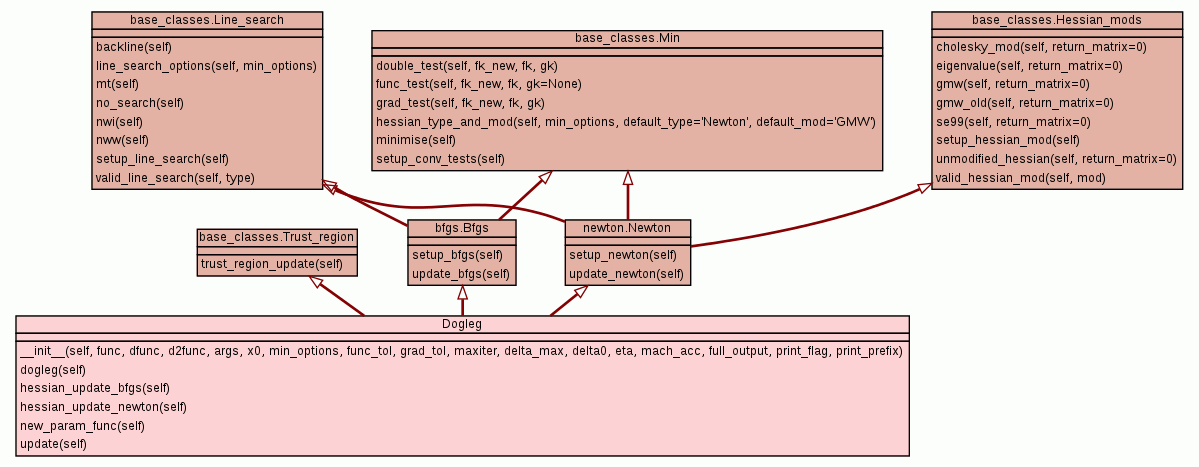 base_classes.Line_search
backline(self)
line_search_options(self, min_options)
mt(self)
no_search(self)
nwi(self)
nww(self)
setup_line_search(self)
valid_line_search(self, type)
base_classes.Min
double_test(self, fk_new, fk, gk)
func_test(self, fk_new, fk, gk=None)
grad_test(self, fk_new, fk, gk)
hessian_type_and_mod(self, min_options, default_type='Newton', default_mod='GMW')
minimise(self)
setup_conv_tests(self)
base_classes.Hessian_mods
cholesky_mod(self, return_matrix=0)
eigenvalue(self, return_matrix=0)
gmw(self, return_matrix=0)
gmw_old(self, return_matrix=0)
se99(self, return_matrix=0)
setup_hessian_mod(self)
unmodified_hessian(self, return_matrix=0)
valid_hessian_mod(self, mod)
base_classes.Trust_region
trust_region_update(self)
bfgs.Bfgs
setup_bfgs(self)
update_bfgs(self)
newton.Newton
setup_newton(self)
update_newton(self)
Dogleg
__init__(self, func, dfunc, d2func, args, x0, min_options, func_tol, grad_tol, maxiter, delta_max, delta0, eta, mach_acc, full_output, print_flag, print_prefix)
dogleg(self)
hessian_update_bfgs(self)
hessian_update_newton(self)
new_param_func(self)
update(self)